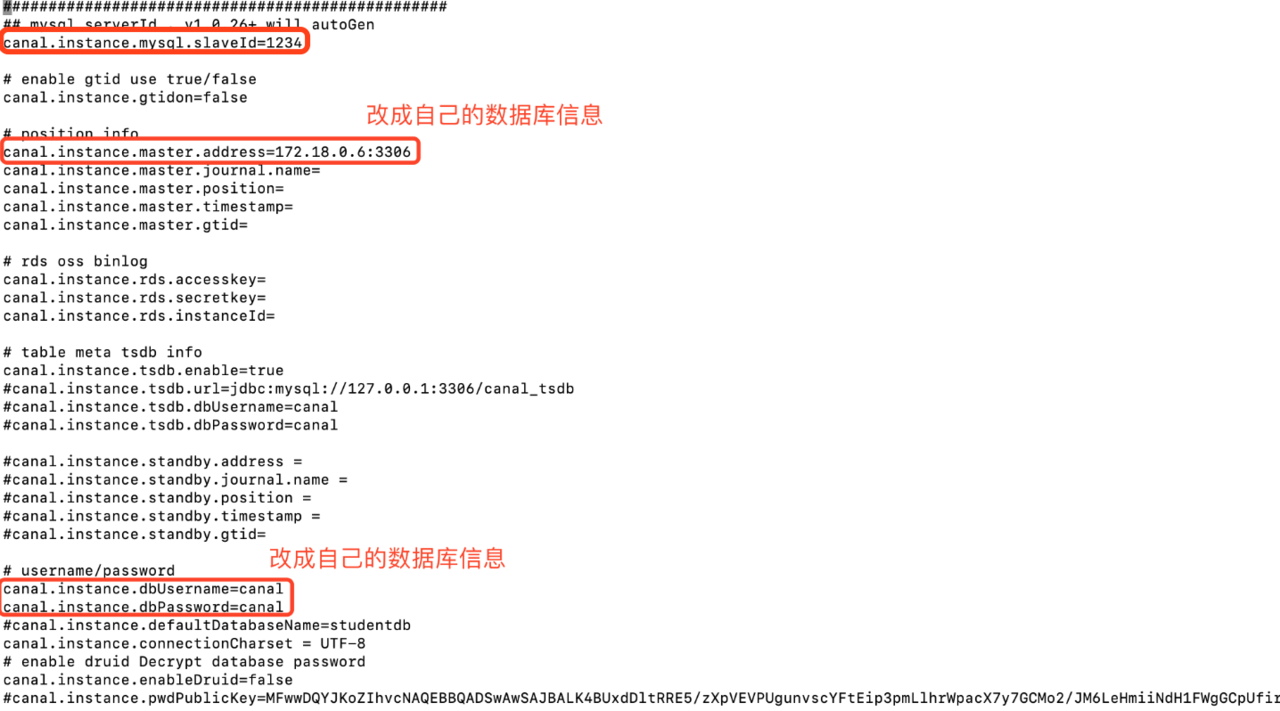 #################################################
## mysql serverId , v1.0.26+ will autoGen
canal.instance.mysql.slaveId=1234
# enable gtid use true/false
canal.instance.gtidon=false
改成自己的数据库信息
# position info
canal.instance.master.address=172.18.0.6:3306
canal.instance.master.journal.name=
canal.instance.master.position=
canal.instance.master.timestamp=
canal.instance.master.gtid=
# rds oss binlog
canal.instance.rds.accesskey=
canal.instance.rds.secretkey=
canal.instance.rds.instanceId=
# table meta tsdb info
canal.instance.tsdb.enable=true
#canal.instance.tsdb.url=jdbc:mysql://127.0.0.1:3306/canal_tsdb
#canal.instance.tsdb.dbUsername=canal
#canal.instance.tsdb.dbPassword=canal
#canal.instance.standby.address =
#canal.instance.standby.journal.name =
#canal.instance.standby.position =
#canal.instance.standby.timestamp =
#canal.instance.standby.gtid=
改成自己的数据库信息
# username/password
canal.instance.dbUsername=canal
canal.instance.dbPassword=canal
#canal.instance.defaultDatabaseName=studentdb
canal.instance.connectionCharset = UTF-8
# enable druid Decrypt database password
canal.instance.enableDruid=false
#canal.instance.pwdPublicKey=MFwwDQYJKoZIhvcNAQEBBQADSwAwSAJBALK4BUxdDltRRE5/zXpVEVPUgunvscYFtEip3pmLlhrWpacX7y7GCMo2/JM6LeHmiiNdH1FWgGCpUfir